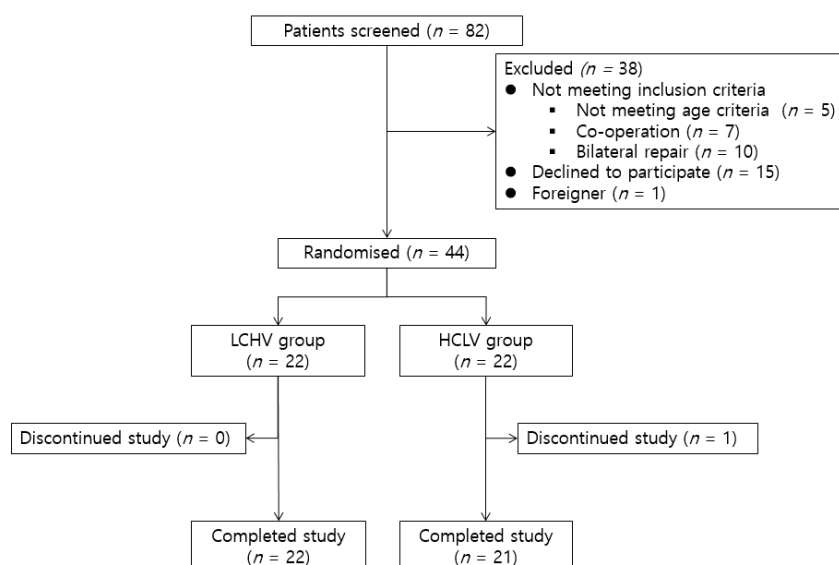 Patients screened (n = 82)
Excluded (n = 38)
● Not meeting inclusion criteria
▪ Not meeting age criteria (n = 5)
▪ Co-operation (n = 7)
▪ Bilateral repair (n = 10)
● Declined to participate (n = 15)
● Foreigner (n = 1)
Randomised (n = 44)
LCHV group
(n = 22)
HCLV group
(n = 22)
Discontinued study (n = 0)
Discontinued study (n = 1)
Completed study
(n = 22)
Completed study
(n = 21)